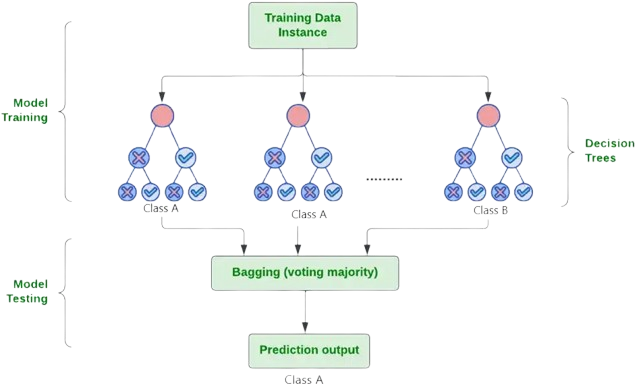 Training Data
Instance
Model
Training
Decision
Trees
.........
Class A
Class A
Class B
Bagging (voting majority)
Model
Testing
Prediction output
Class A